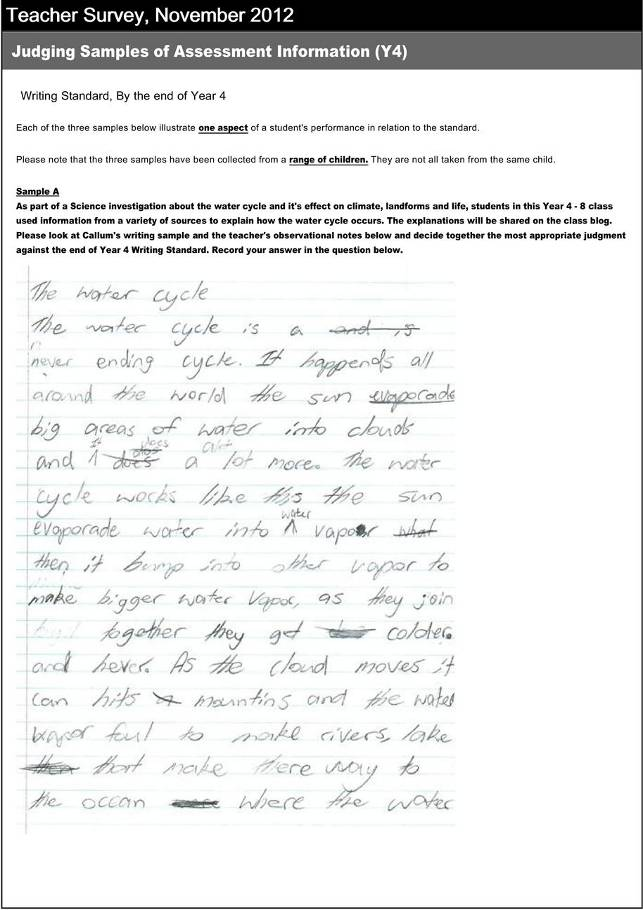 Teacher Survey, November 2012
Judging Samples of Assessment Information (Y4)
Writing Standard, By the end of Year 4
Each of the three samples below illustrate one aspect of a student's performance in relation to the standard.
Please note that the three samples have been collected from a range of children. They are not all taken from the same child.
Sample A
As part of a Science investigation about the water cycle and it's effect on climate, landforms and life, students in this Year 4 - 8 class
used information from a variety of sources to explain how the water cycle occurs. The explanations will be shared on the class blog.
Please look at Callum's writing sample and the teacher's observational notes below and decide together the most appropriate judgment
against the end of Year 4 Writing Standard. Record your answer in the question below.
The water cycle
The water cycle is a and is
never ending cycle. It happends all
around the world the sun evaporade
big areas of water into clouds
and it does a lot more. The water
cycle works like this the sun
evaporade water into water vapor what
then it bump into other vapor to
make bigger water vapor, as they join
together they get colder.
and hever. As the cloud moves it
can hits a mountins and the water
vapor faul to make rivers, lake
then that make there way to
the occan where the water